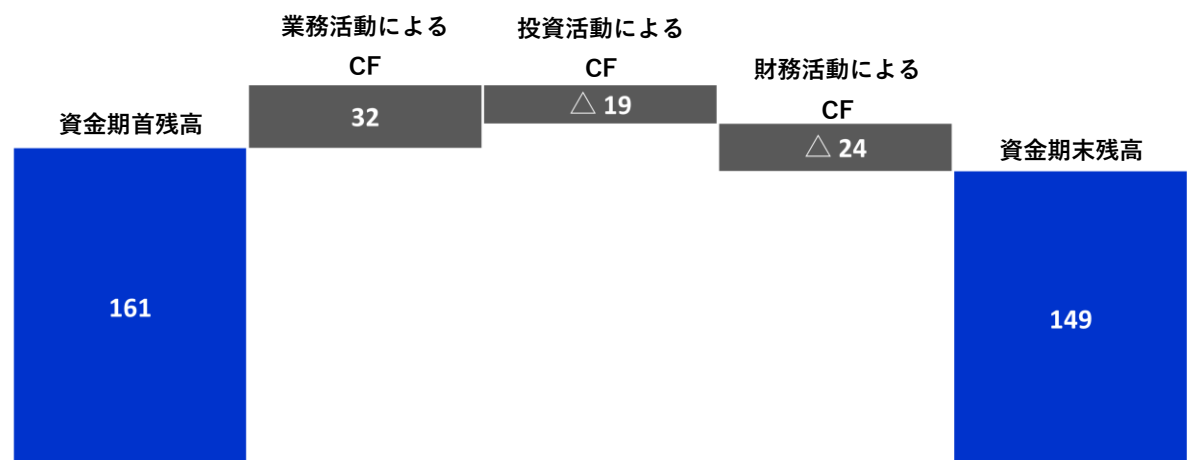 資金期首残高
161
業務活動による
CF
32
投資活動による
CF
△ 19
財務活動による
CF
△ 24
資金期末残高
149